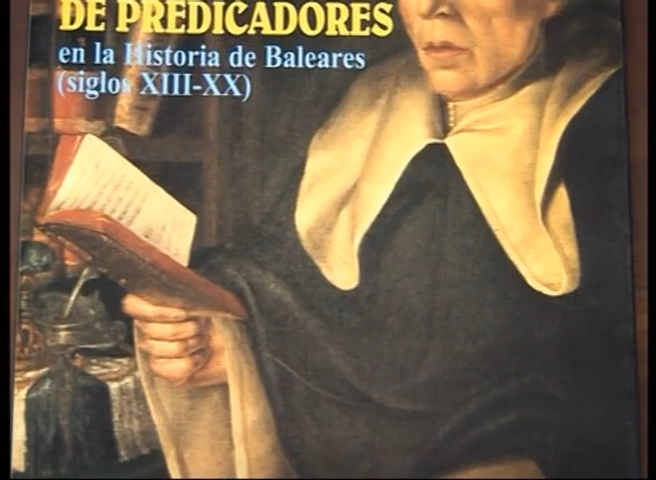 DE PREDICADORES
en la Historia de Baleares
(siglos XIII-XX)